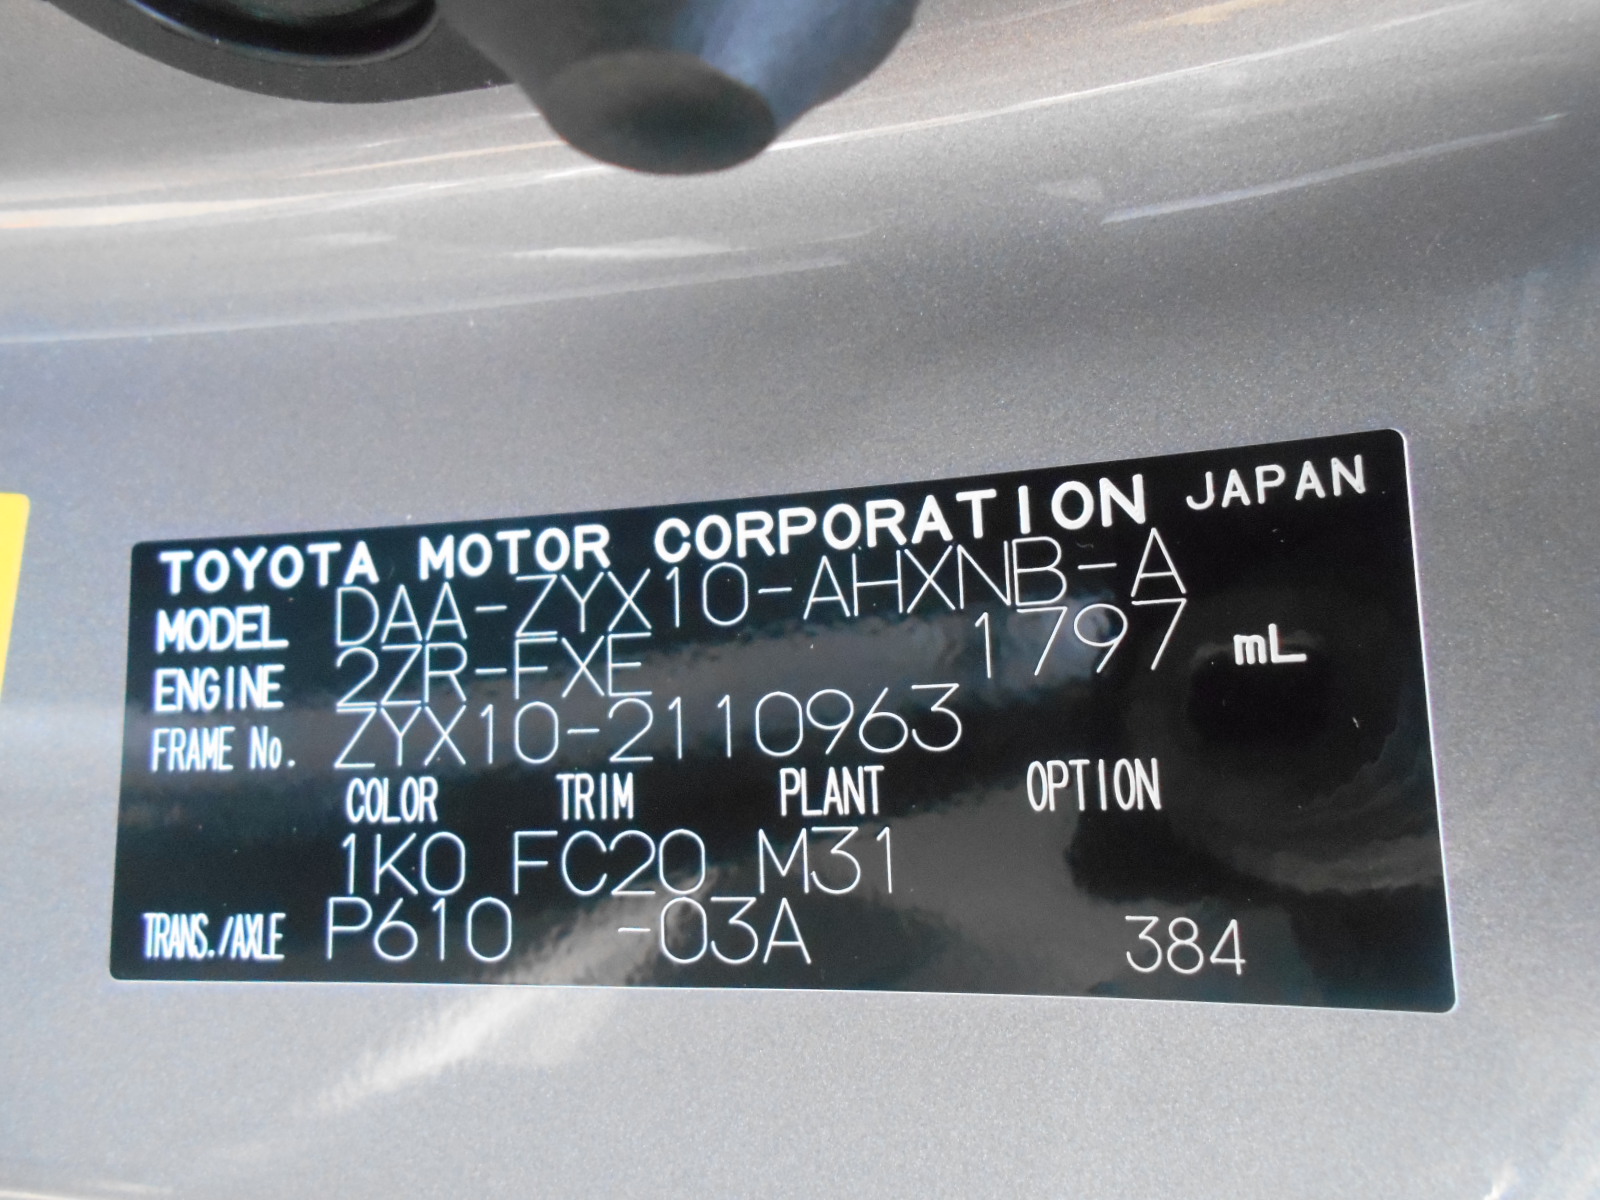 TOYOTA MOTOR CORPORATION JAPAN
MODEL DAA-ZYX10-AHXNB-A
ENGINE 2ZR-FXE 1797 mL
FRAME No. ZYX10-2110963
COLOR TRIM PLANT OPTION
1K0 FC20 M31
TRANS./AXLE P610 -03A 384